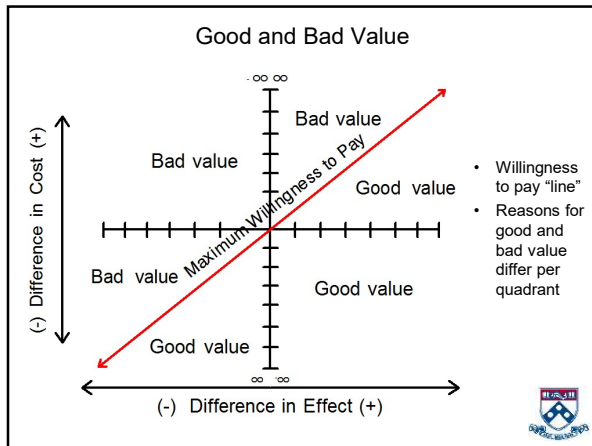 Good and Bad Value
- ∞ ∞
Bad value
Bad value
Maximum Willingness to Pay
Good value
Bad value
Good value
Good value
∞ -∞
(-) Difference in Cost (+)
(-) Difference in Effect (+)
• Willingness
to pay “line”
• Reasons for
good and
bad value
differ per
quadrant